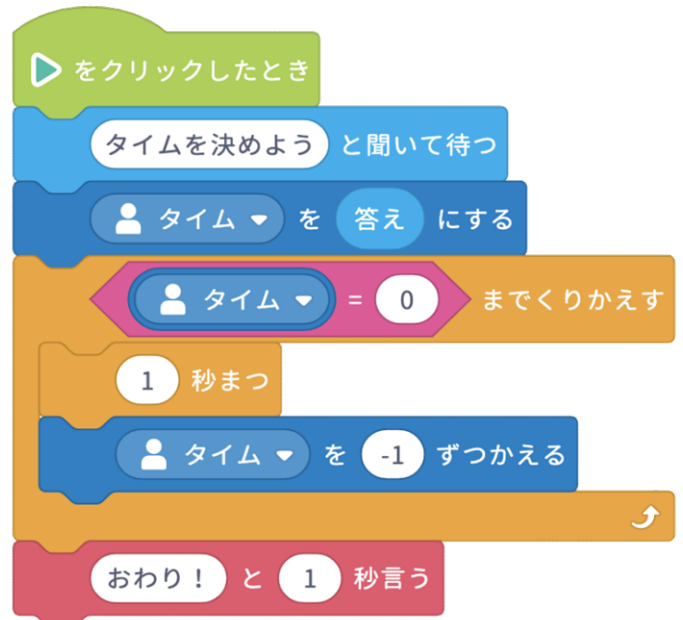 をクリックしたとき
タイムを決めよう と聞いて待つ
タイム を 答え にする
タイム = 0 までくりかえす
1 秒まつ
タイム を -1 ずつかえる
おわり！ と 1 秒言う